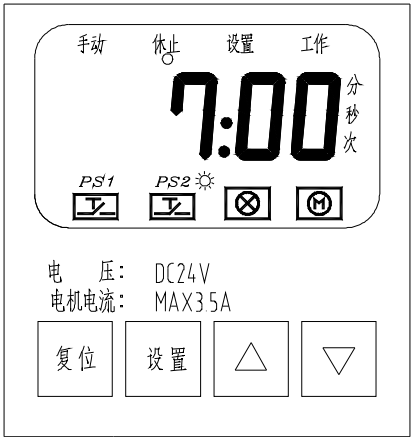 手动 休止 设置 工作
7:00
分
秒
次
PS1 PS2
M
电 压: DC24V
电机电流: MAX3.5A
复位 设置